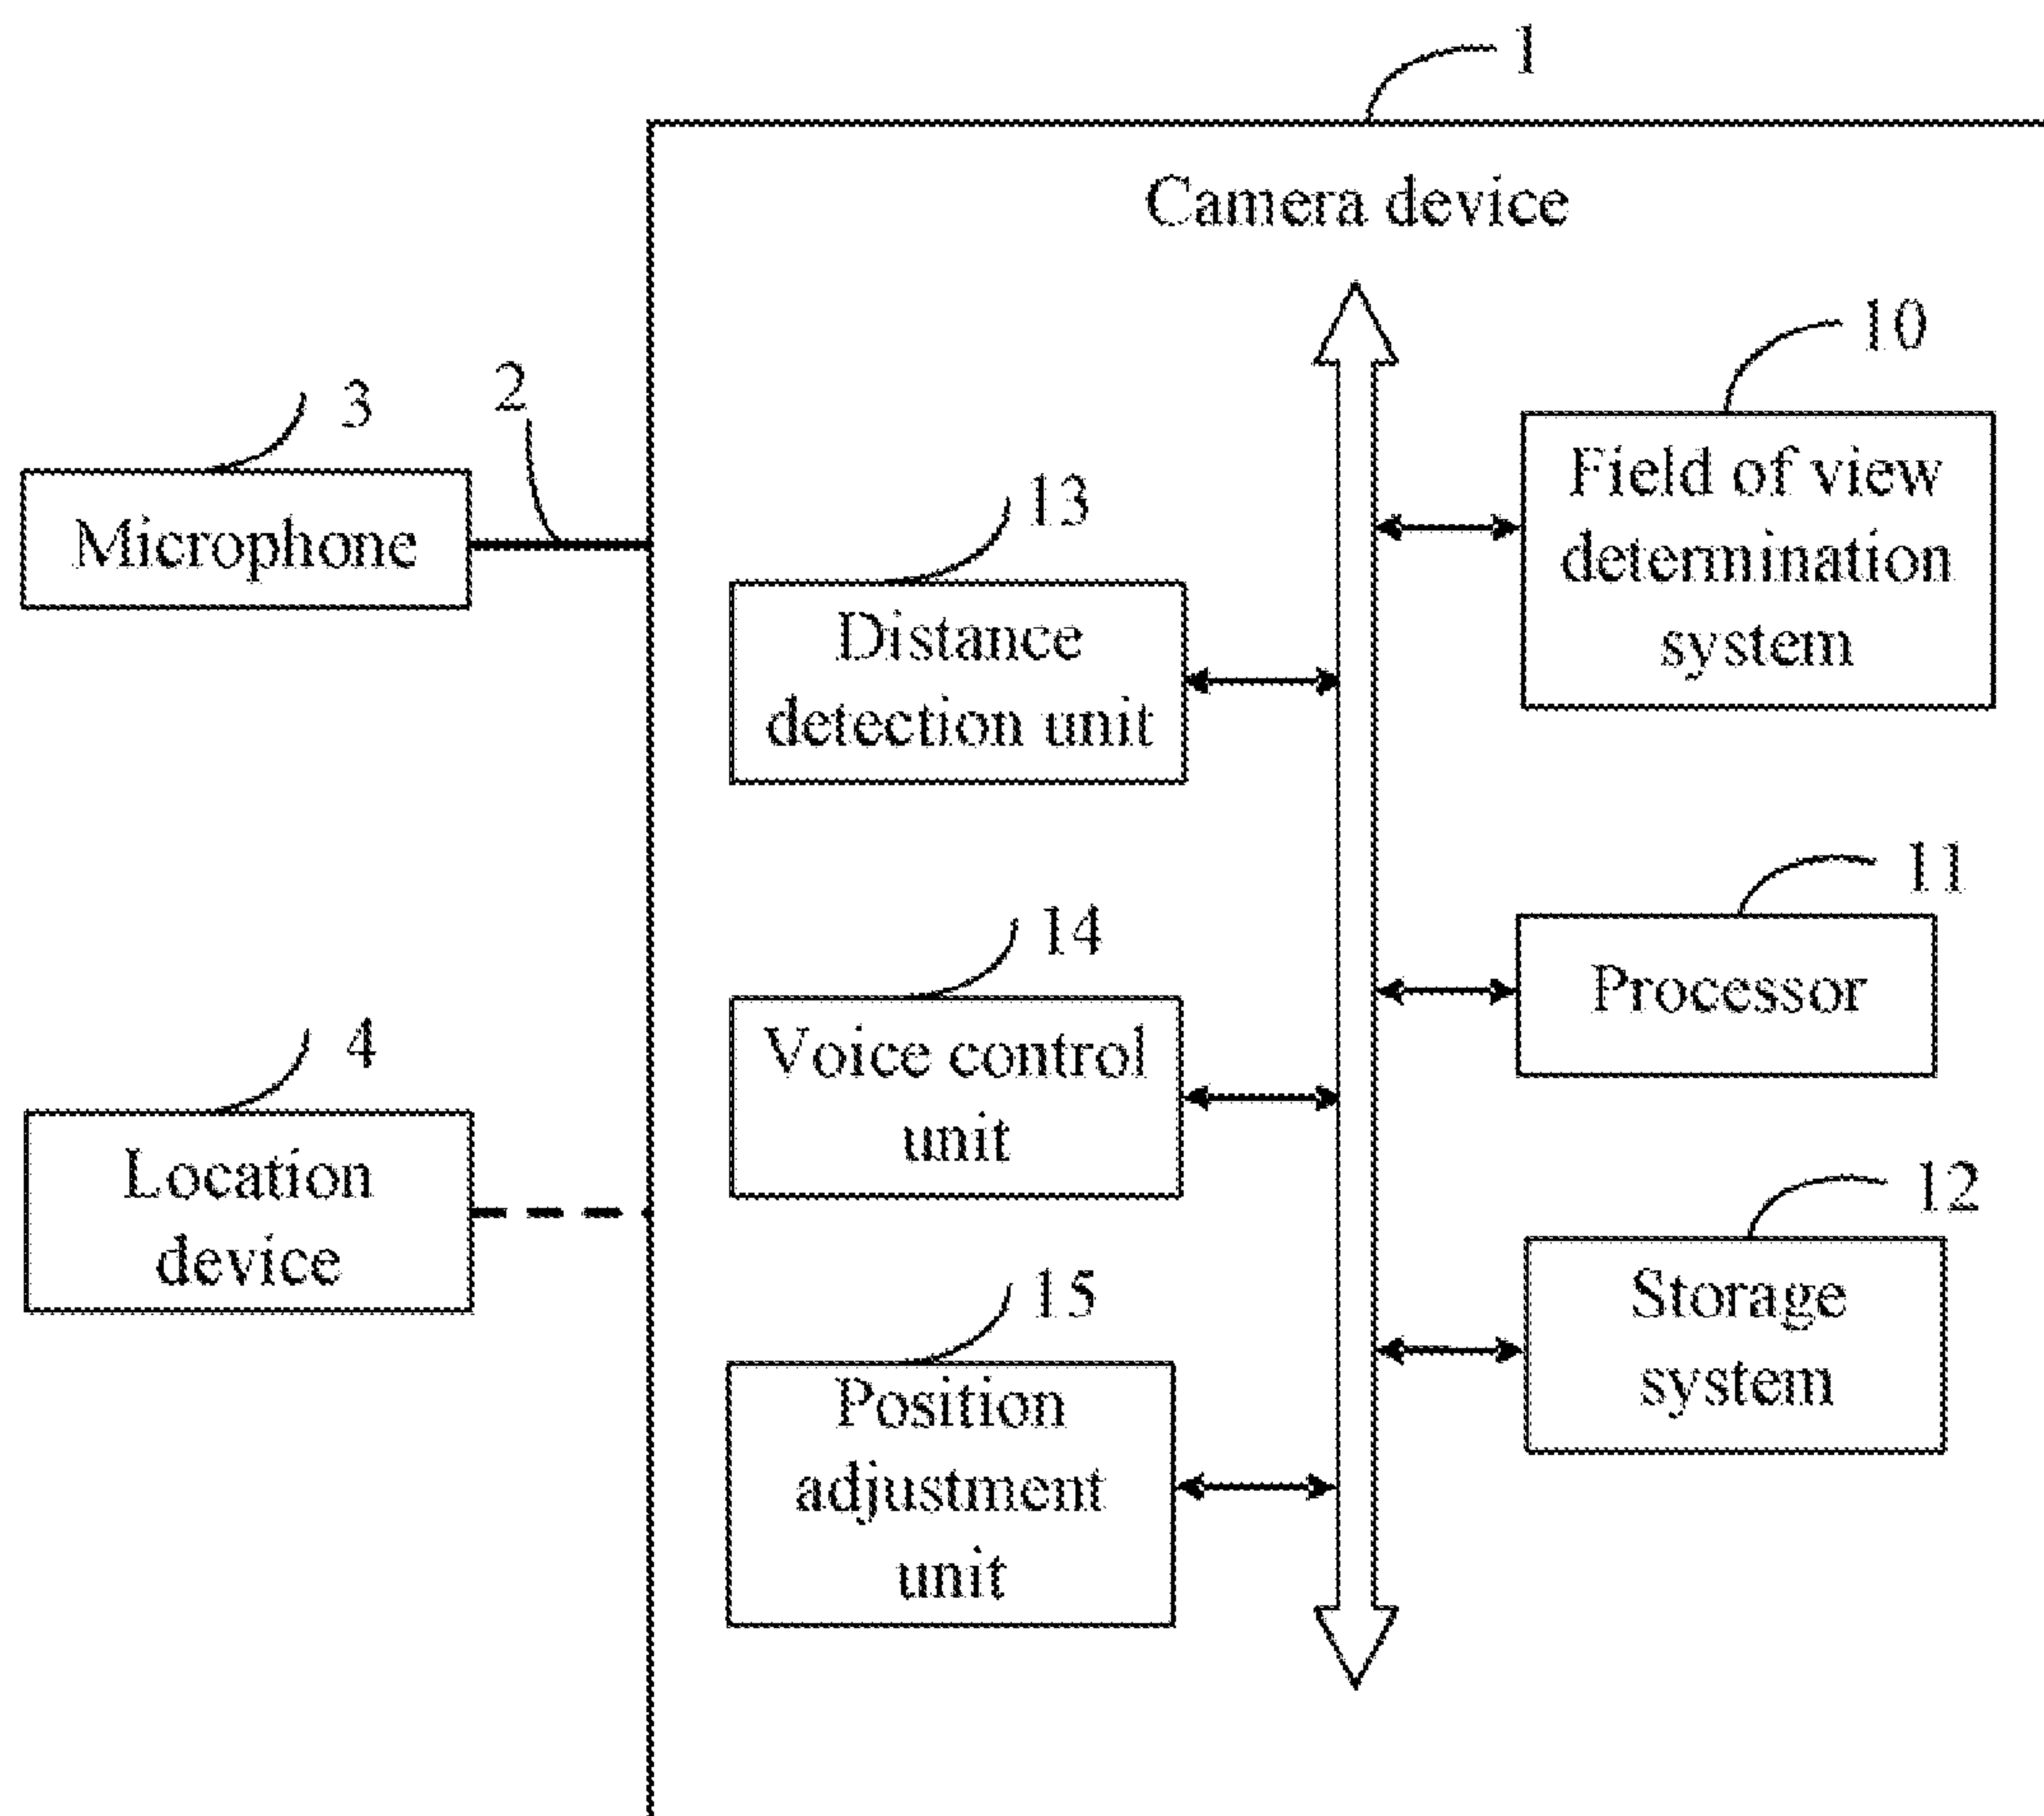 1
Camera device
10
Field of view
determination
system
3
2
Microphone
13
Distance
detection unit
11
Processor
14
Voice control
unit
4
Location
device
12
Storage
system
15
Position
adjustment
unit